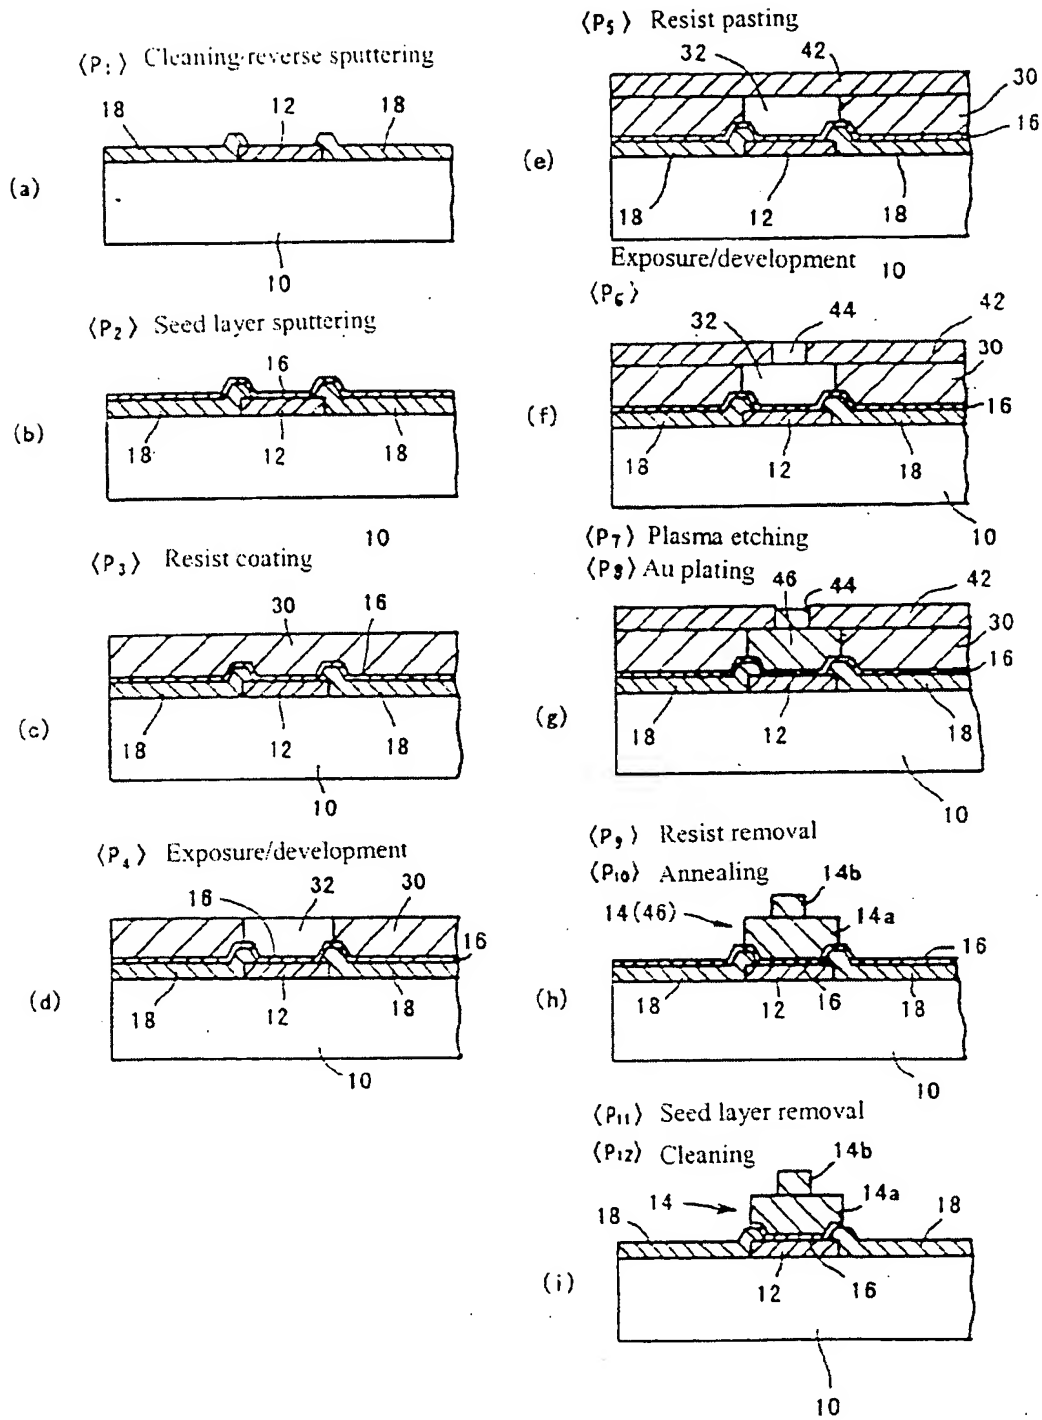 ⟨P₁⟩ Cleaning·reverse sputtering
18 12 18
(a)
10
⟨P₂⟩ Seed layer sputtering
16
(b)
18 12 18
10
⟨P₃⟩ Resist coating
30 16
(c)
18 12 18
10
⟨P₄⟩ Exposure/development
16 32 30
16
(d)
18 12 18
10
⟨P₅⟩ Resist pasting
32 42
30
16
(e)
18 12 18
10
Exposure/development
⟨P₆⟩
32 44 42
30
16
(f)
18 12 18
10
⟨P₇⟩ Plasma etching
⟨P₈⟩ Au plating
46 44 42
30
16
(g)
18 12 18
10
⟨P₉⟩ Resist removal
⟨P₁₀⟩ Annealing
14b
14(46) 14a
16
(h)
18 12 16 18
10
⟨P₁₁⟩ Seed layer removal
⟨P₁₂⟩ Cleaning
14b
14 14a
18 18
(i)
12 16
10